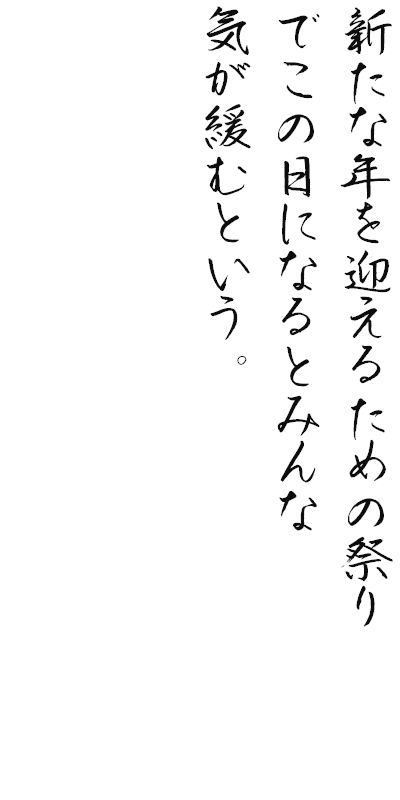 新たな年を迎えるための祭り
でこの日になるとみんな
気が緩むという。